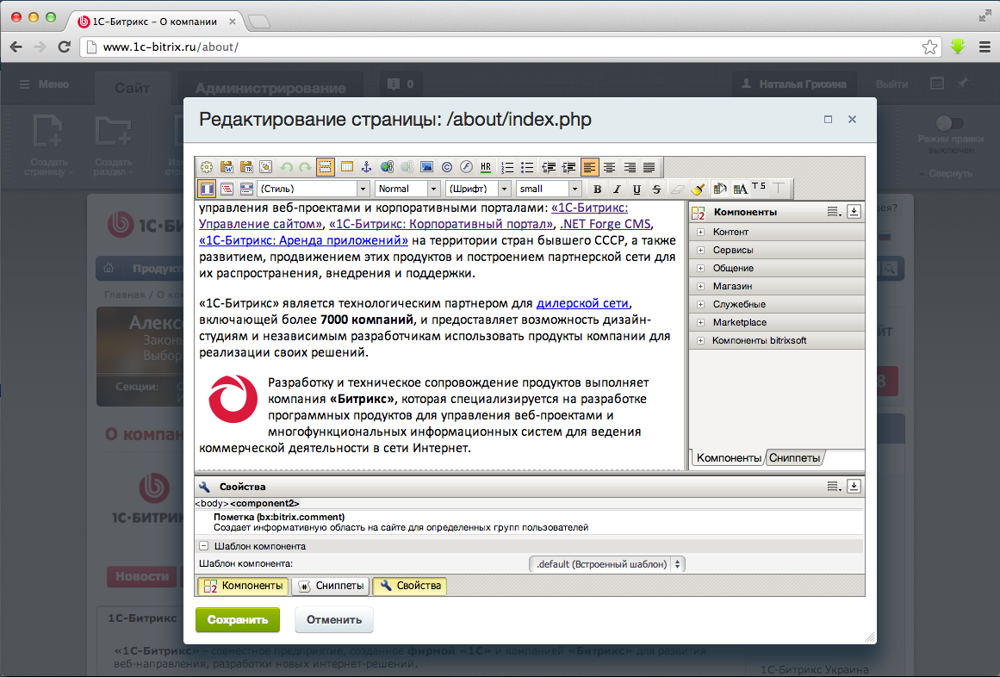 1С-Битрикс – О компании
www.1c-bitrix.ru/about/
Меню
Сайт
Администрирование
0
Наталья Грихина
Выйти
Создать страницу
Создать раздел
Режим правки
выключен
Свернуть
Редактирование страницы: /about/index.php
HR
(Стиль)
Normal
(Шрифт)
small
B I U S
управления веб-проектами и корпоративными порталами: «1С-Битрикс:
Управление сайтом», «1С-Битрикс: Корпоративный портал», .NET Forge CMS,
«1С-Битрикс: Аренда приложений» на территории стран бывшего СССР, а также
развитием, продвижением этих продуктов и построением партнерской сети для
их распространения, внедрения и поддержки.
«1С-Битрикс» является технологическим партнером для дилерской сети,
включающей более 7000 компаний, и предоставляет возможность дизайн-
студиям и независимым разработчикам использовать продукты компании для
реализации своих решений.
Разработку и техническое сопровождение продуктов выполняет
компания «Битрикс», которая специализируется на разработке
программных продуктов для управления веб-проектами и
многофункциональных информационных систем для ведения
коммерческой деятельности в сети Интернет.
Компоненты
Контент
Сервисы
Общение
Магазин
Служебные
Marketplace
Компоненты bitrixsoft
Компоненты
Сниппеты
Свойства
<body><component2>
Пометка (bx:bitrix.comment)
Создает информативную область на сайте для определенных групп пользователей
Шаблон компонента
Шаблон компонента:
.default (Встроенный шаблон)
Компоненты
Сниппеты
Свойства
Сохранить
Отменить
Главная /
Секции:
1С·БИТРИК
Новости
1С-Битрикс
«1С-Битрикс» - совместное предприятие, созданное фирмой «1С» и компанией «Битрикс» для развития
веб-направления, разработки новых интернет-решений.
1С-Битрикс Украина